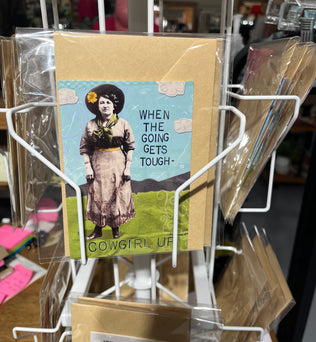 WHEN
THE
GOING
GETS
TOUGH-
COWGIRL UP